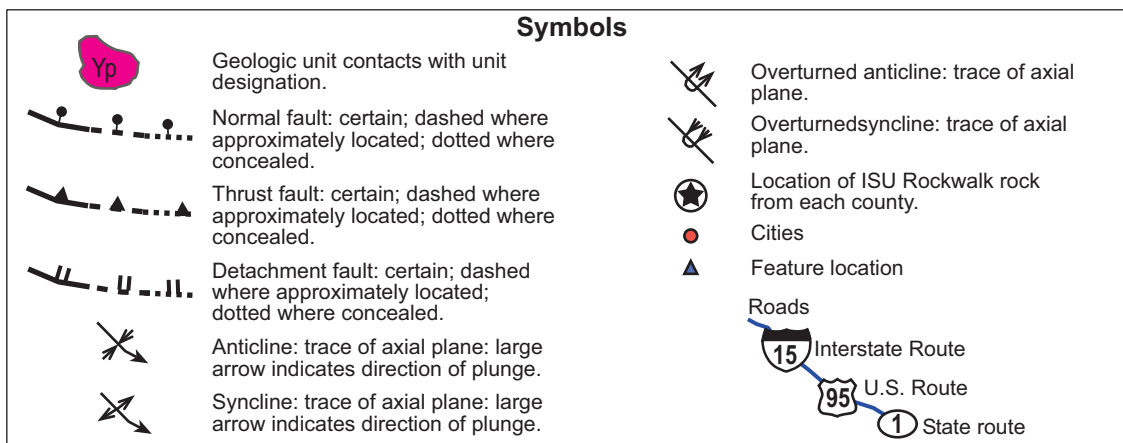 Symbols
Yp
Geologic unit contacts with unit
designation.
Normal fault: certain; dashed where
approximately located; dotted where
concealed.
Thrust fault: certain; dashed where
approximately located; dotted where
concealed.
Detachment fault: certain; dashed
where approximately located;
dotted where concealed.
Anticline: trace of axial plane: large
arrow indicates direction of plunge.
Syncline: trace of axial plane: large
arrow indicates direction of plunge.
Overturned anticline: trace of axial
plane.
Overturnedsyncline: trace of axial
plane.
Location of ISU Rockwalk rock
from each county.
Cities
Feature location
Roads
15 Interstate Route
95 U.S. Route
1 State route